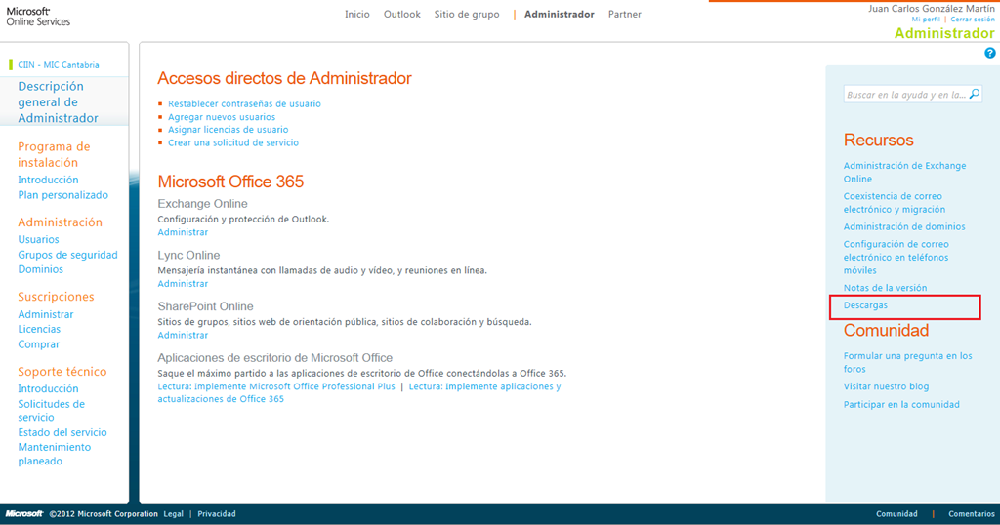 Microsoft®
Online Services
Inicio Outlook Sitio de grupo | Administrador Partner
Juan Carlos González Martín
Mi perfil | Cerrar sesión
Administrador
?
CIIN - MIC Cantabria
Descripción
general de
Administrador
Programa de
instalación
Introducción
Plan personalizado
Administración
Usuarios
Grupos de seguridad
Dominios
Suscripciones
Administrar
Licencias
Comprar
Soporte técnico
Introducción
Solicitudes de
servicio
Estado del servicio
Mantenimiento
planeado
Accesos directos de Administrador
Restablecer contraseñas de usuario
Agregar nuevos usuarios
Asignar licencias de usuario
Crear una solicitud de servicio
Microsoft Office 365
Exchange Online
Configuración y protección de Outlook.
Administrar
Lync Online
Mensajería instantánea con llamadas de audio y vídeo, y reuniones en línea.
Administrar
SharePoint Online
Sitios de grupos, sitios web de orientación pública, sitios de colaboración y búsqueda.
Administrar
Aplicaciones de escritorio de Microsoft Office
Saque el máximo partido a las aplicaciones de escritorio de Office conectándolas a Office 365.
Lectura: Implemente Microsoft Office Professional Plus | Lectura: Implemente aplicaciones y
actualizaciones de Office 365
Buscar en la ayuda y en la...
Recursos
Administración de Exchange
Online
Coexistencia de correo
electrónico y migración
Administración de dominios
Configuración de correo
electrónico en teléfonos
móviles
Notas de la versión
Descargas
Comunidad
Formular una pregunta en los
foros
Visitar nuestro blog
Participar en la comunidad
Microsoft ©2012 Microsoft Corporation Legal | Privacidad
Comunidad | Comentarios